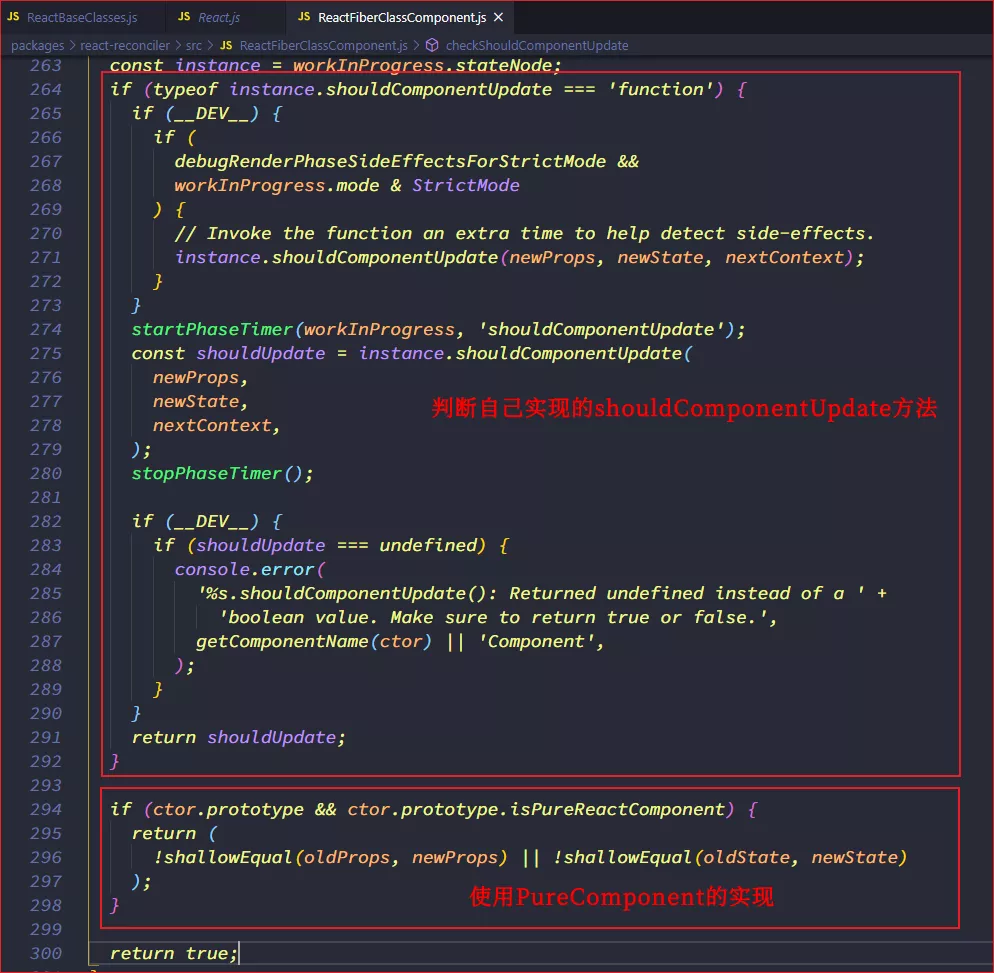 JS ReactBaseClasses.js JS React.js JS ReactFiberClassComponent.js ×
packages > react-reconciler > src > JS ReactFiberClassComponent.js > checkShouldComponentUpdate
263 const instance = workInProgress.stateNode;
264 if (typeof instance.shouldComponentUpdate === 'function') {
265 if (__DEV__) {
266 if (
267 debugRenderPhaseSideEffectsForStrictMode &&
268 workInProgress.mode & StrictMode
269 ) {
270 // Invoke the function an extra time to help detect side-effects.
271 instance.shouldComponentUpdate(newProps, newState, nextContext);
272 }
273 }
274 startPhaseTimer(workInProgress, 'shouldComponentUpdate');
275 const shouldUpdate = instance.shouldComponentUpdate(
276 newProps,
277 newState,
判断自己实现的shouldComponentUpdate方法
278 nextContext,
279 );
280 stopPhaseTimer();
281
282 if (__DEV__) {
283 if (shouldUpdate === undefined) {
284 console.error(
285 '%s.shouldComponentUpdate(): Returned undefined instead of a ' +
286 'boolean value. Make sure to return true or false.',
287 getComponentName(ctor) || 'Component',
288 );
289 }
290 }
291 return shouldUpdate;
292 }
293
294 if (ctor.prototype && ctor.prototype.isPureReactComponent) {
295 return (
296 !shallowEqual(oldProps, newProps) || !shallowEqual(oldState, newState)
297 );
298 }
使用PureComponent的实现
299
300 return true;